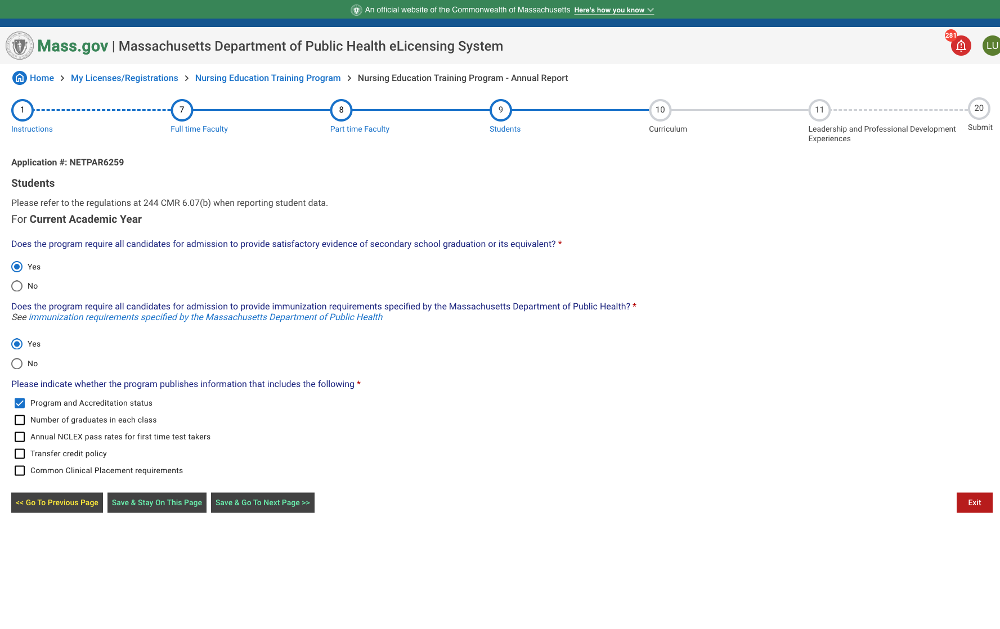 An official website of the Commonwealth of Massachusetts Here's how you know
Mass.gov | Massachusetts Department of Public Health eLicensing System
281
LU
Home > My Licenses/Registrations > Nursing Education Training Program > Nursing Education Training Program - Annual Report
1 7 8 9 10 11 20
Instructions Full time Faculty Part time Faculty Students Curriculum Leadership and Professional Development Experiences Submit
Application #: NETPAR6259
Students
Please refer to the regulations at 244 CMR 6.07(b) when reporting student data.
For Current Academic Year
Does the program require all candidates for admission to provide satisfactory evidence of secondary school graduation or its equivalent? *
Yes
No
Does the program require all candidates for admission to provide immunization requirements specified by the Massachusetts Department of Public Health? *
See immunization requirements specified by the Massachusetts Department of Public Health
Yes
No
Please indicate whether the program publishes information that includes the following *
Program and Accreditation status
Number of graduates in each class
Annual NCLEX pass rates for first time test takers
Transfer credit policy
Common Clinical Placement requirements
<< Go To Previous Page Save & Stay On This Page Save & Go To Next Page >> Exit